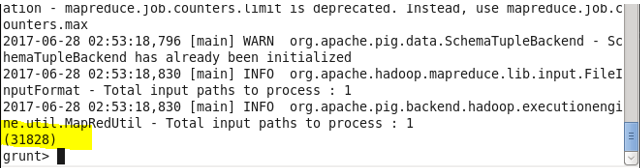 ation - mapreduce.job.counters.limit is deprecated. Instead, use mapreduce.job.c
ounters.max
2017-06-28 02:53:18,796 [main] WARN  org.apache.pig.data.SchemaTupleBackend - Sc
hemaTupleBackend has already been initialized
2017-06-28 02:53:18,830 [main] INFO  org.apache.hadoop.mapreduce.lib.input.FileI
nputFormat - Total input paths to process : 1
2017-06-28 02:53:18,830 [main] INFO  org.apache.pig.backend.hadoop.executionengi
ne.util.MapRedUtil - Total input paths to process : 1
(31828)
grunt>